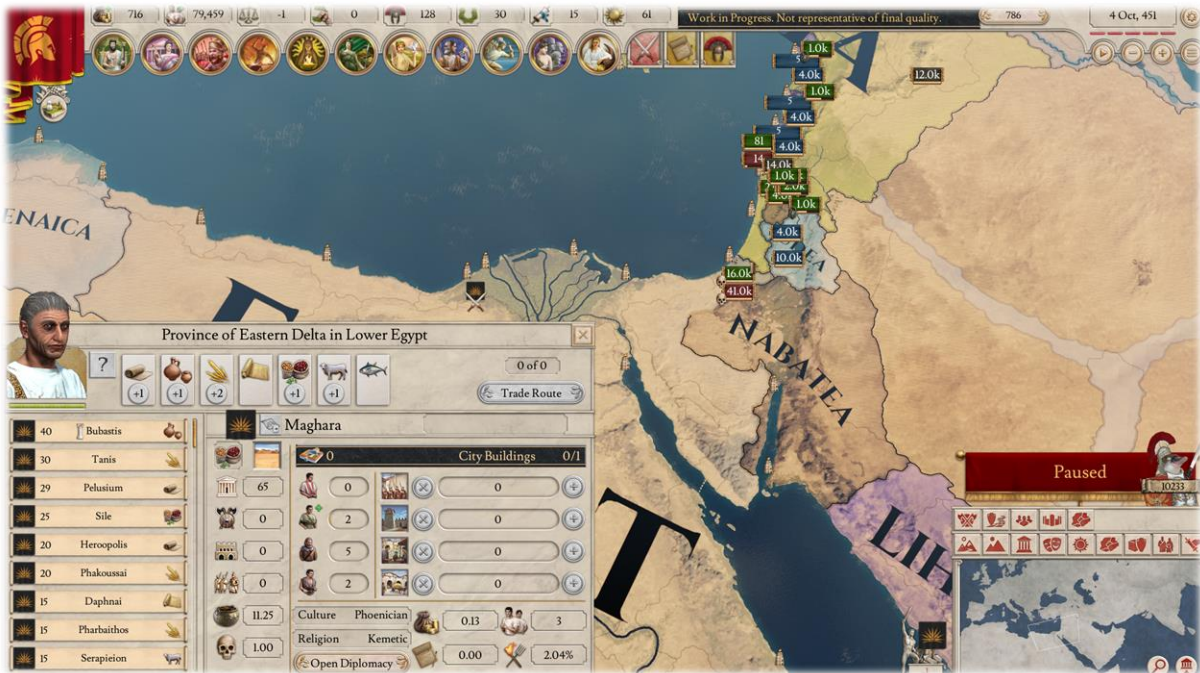 716 79,459 -1 0 128 30 15 61
Work in Progress. Not representative of final quality.
786
4 Oct, 451
1.0k
5
4.0k
12.0k
1.0k
5
4.0k
5
81
4.0k
14
14.0k
1.0k
2.0k
1.0k
4.0k
10.0k
16.0k
41.0k
ENAICA
NABATEA
LIH
T
Province of Eastern Delta in Lower Egypt
?
0 of 0
+1 +1 +2 +1 +1
Trade Route
Maghara
40 Bubastis
30 Tanis
29 Pelusium
25 Sile
20 Heroopolis
20 Phakoussai
15 Daphnai
15 Pharbaithos
15 Serapieion
0 City Buildings 0/1
65 0 0
0 2 0
0 5 0
0 2 0
11.25
Culture Phoenician
0.13 3
Religion Kemetic
1.00
Open Diplomacy
0.00 2.04%
Paused
10233
1